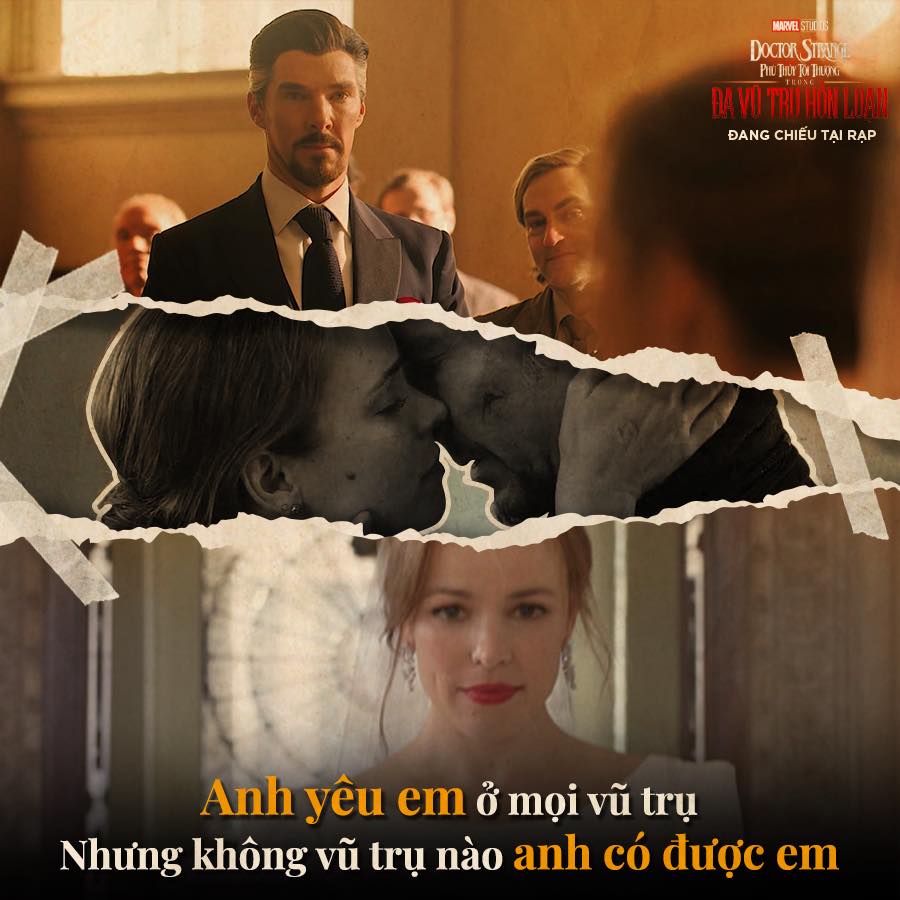 MARVEL STUDIOS
DOCTOR STRANGE
PHÙ THỦY TỐI THƯỢNG
TRONG
ĐA VŨ TRỤ HỖN LOẠN
ĐANG CHIẾU TẠI RẠP
Anh yêu em ở mọi vũ trụ
Nhưng không vũ trụ nào anh có được em